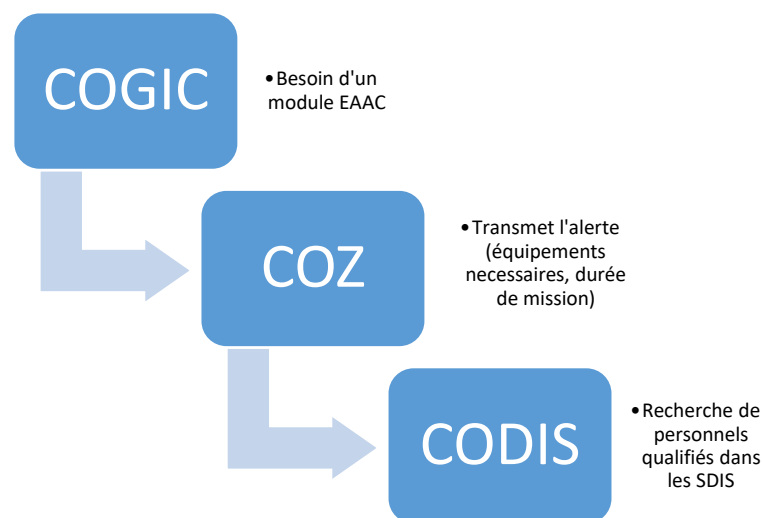 COGIC
•Besoin d'un
module EAAC
COZ
•Transmet l'alerte
(équipements
necessaires, durée
de mission)
CODIS
•Recherche de
personnels
qualifiés dans
les SDIS